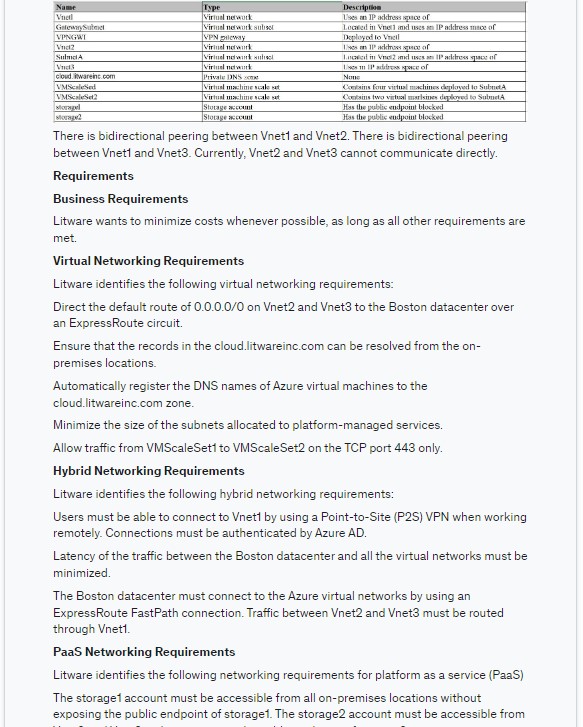 Name Type Description
Vnet1 Virtual network Uses an IP address space of
GatewaySubnet Virtual network subnet Located in Vnet1 and uses an IP address space of
VPNGW1 VPN gateway Deployed to Vnet1
Vnet2 Virtual network Uses an IP address space of
SubnetA Virtual network subnet Located in Vnet2 and uses an IP address space of
Vnet3 Virtual network Uses an IP address space of
cloud.litwareinc.com Private DNS zone None
VMScaleSet1 Virtual machine scale set Contains four virtual machines deployed to SubnetA
VMScaleSet2 Virtual machine scale set Contains two virtual machines deployed to SubnetA
storage1 Storage account Has the public endpoint blocked
storage2 Storage account Has the public endpoint blocked
There is bidirectional peering between Vnet1 and Vnet2. There is bidirectional peering
between Vnet1 and Vnet3. Currently, Vnet2 and Vnet3 cannot communicate directly.
Requirements
Business Requirements
Litware wants to minimize costs whenever possible, as long as all other requirements are
met.
Virtual Networking Requirements
Litware identifies the following virtual networking requirements:
Direct the default route of 0.0.0.0/0 on Vnet2 and Vnet3 to the Boston datacenter over
an ExpressRoute circuit.
Ensure that the records in the cloud.litwareinc.com can be resolved from the on-
premises locations.
Automatically register the DNS names of Azure virtual machines to the
cloud.litwareinc.com zone.
Minimize the size of the subnets allocated to platform-managed services.
Allow traffic from VMScaleSet1 to VMScaleSet2 on the TCP port 443 only.
Hybrid Networking Requirements
Litware identifies the following hybrid networking requirements:
Users must be able to connect to Vnet1 by using a Point-to-Site (P2S) VPN when working
remotely. Connections must be authenticated by Azure AD.
Latency of the traffic between the Boston datacenter and all the virtual networks must be
minimized.
The Boston datacenter must connect to the Azure virtual networks by using an
ExpressRoute FastPath connection. Traffic between Vnet2 and Vnet3 must be routed
through Vnet1.
PaaS Networking Requirements
Litware identifies the following networking requirements for platform as a service (PaaS)
The storage1 account must be accessible from all on-premises locations without
exposing the public endpoint of storage1. The storage2 account must be accessible from